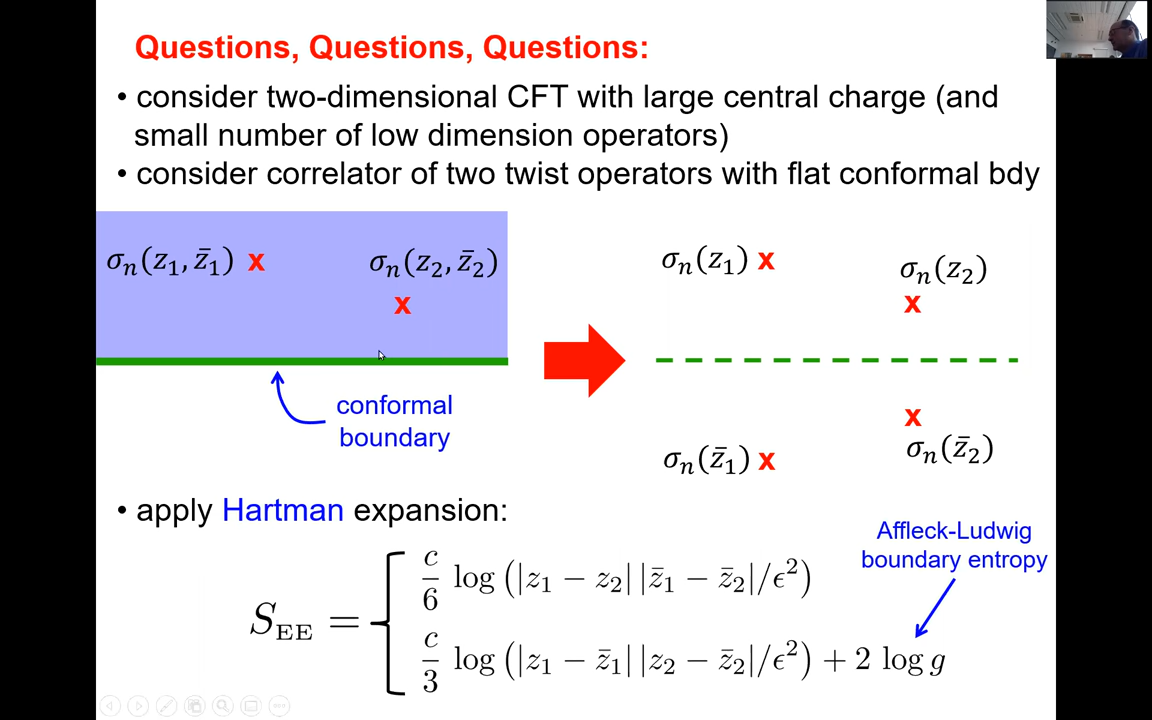 Questions, Questions, Questions:
• consider two-dimensional CFT with large central charge (and
small number of low dimension operators)
• consider correlator of two twist operators with flat conformal bdy
σₙ(z₁, z̄₁) x
σₙ(z₂, z̄₂)
x
σₙ(z₁) x
σₙ(z₂)
x
conformal
boundary
x
σₙ(z̄₂)
σₙ(z̄₁) x
• apply Hartman expansion:
Affleck-Ludwig
boundary entropy
S_EE = {
c/6 log (|z₁ − z₂| |z̄₁ − z̄₂|/ϵ²)
c/3 log (|z₁ − z̄₁| |z₂ − z̄₂|/ϵ²) + 2 log g